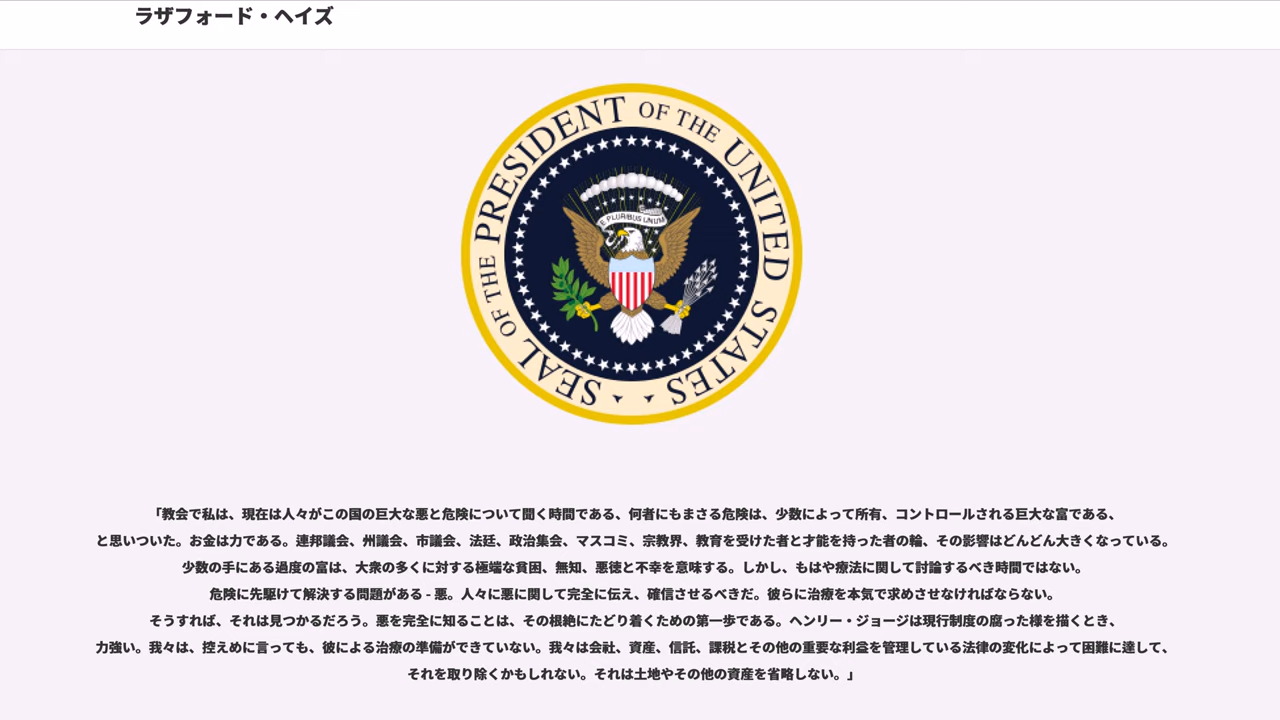 ラザフォード・ヘイズ
SEAL OF THE PRESIDENT OF THE UNITED STATES
E PLURIBUS UNUM
「教会で私は、現在は人々がこの国の巨大な悪と危険について聞く時間である、何者にもまさる危険は、少数によって所有、コントロールされる巨大な富である、
と思いついた。お金は力である。連邦議会、州議会、市議会、法廷、政治集会、マスコミ、宗教界、教育を受けた者と才能を持った者の輪、その影響はどんどん大きくなっている。
少数の手にある過度の富は、大衆の多くに対する極端な貧困、無知、悪徳と不幸を意味する。しかし、もはや療法に関して討論するべき時間ではない。
危険に先駆けて解決する問題がある - 悪。人々に悪に関して完全に伝え、確信させるべきだ。彼らに治療を本気で求めさせなければならない。
そうすれば、それは見つかるだろう。悪を完全に知ることは、その根絶にたどり着くための第一歩である。ヘンリー・ジョージは現行制度の腐った様を描くとき、
力強い。我々は、控えめに言っても、彼による治療の準備ができていない。我々は会社、資産、信託、課税とその他の重要な利益を管理している法律の変化によって困難に達して、
それを取り除くかもしれない。それは土地やその他の資産を省略しない。」